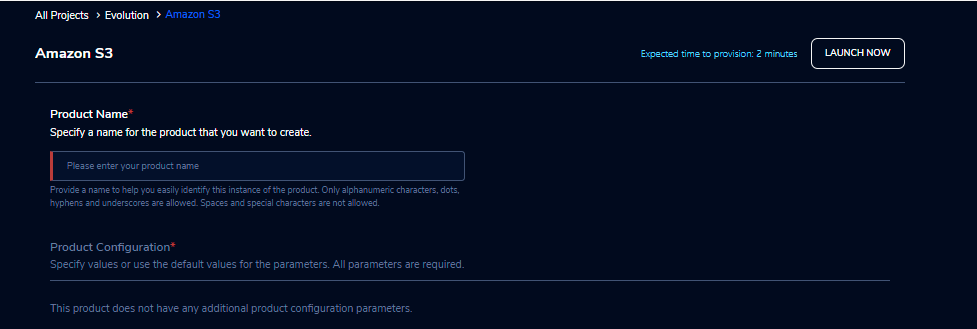 All Projects > Evolution > Amazon S3
Amazon S3
Expected time to provision: 2 minutes
LAUNCH NOW
Product Name*
Specify a name for the product that you want to create.
Please enter your product name
Provide a name to help you easily identify this instance of the product. Only alphanumeric characters, dots,
hyphens and underscores are allowed. Spaces and special characters are not allowed.
Product Configuration*
Specify values or use the default values for the parameters. All parameters are required.
This product does not have any additional product configuration parameters.